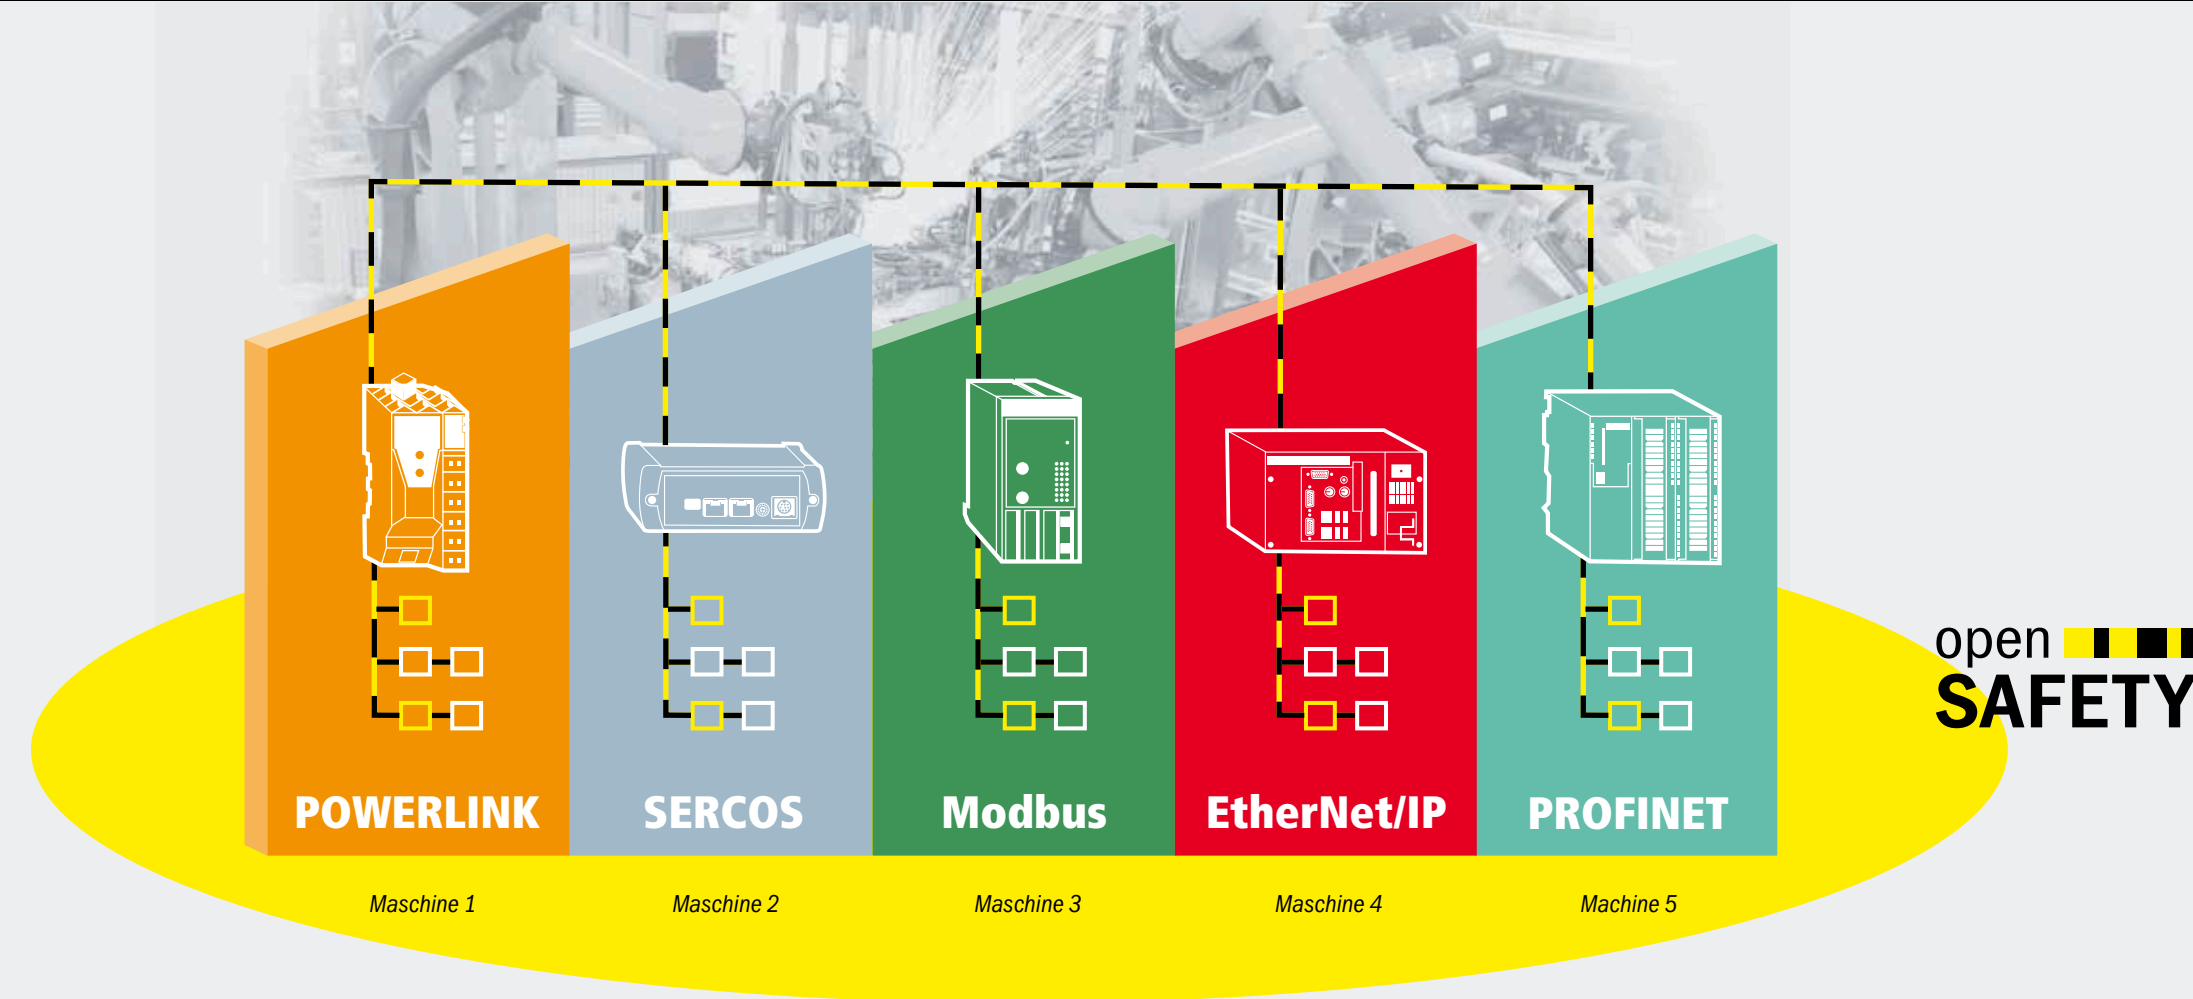 open
SAFETY
POWERLINK
SERCOS
Modbus
EtherNet/IP
PROFINET
Maschine 1
Maschine 2
Maschine 3
Maschine 4
Machine 5